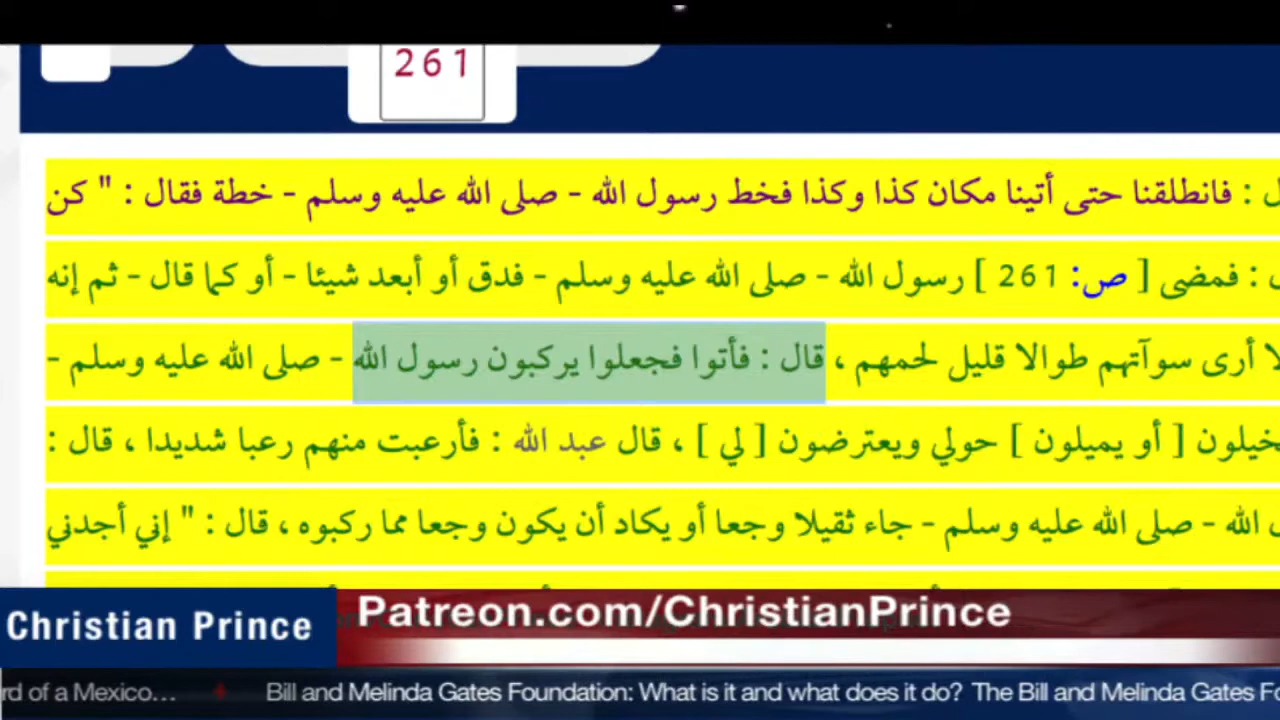 261
: فانطلقنا حتى أتينا مكان كذا وكذا فخط رسول الله - صلى الله عليه وسلم - خطة فقال : " كن
: فمضى [ ص: 261 ] رسول الله - صلى الله عليه وسلم - فدق أو أبعد شيئا - أو كما قال - ثم إنه
أرى سوآتهم طوالا قليل لحمهم ، قال : فأتوا فجعلوا يركبون رسول الله - صلى الله عليه وسلم -
[ أو يميلون ] حولي ويعترضون [ لي ] ، قال عبد الله : فأرعبت منهم رعبا شديدا ، قال :
الله - صلى الله عليه وسلم - جاء ثقيلا وجعا أو يكاد أن يكون وجعا مما ركبوه ، قال : " إني أجدني
Patreon.com/ChristianPrince
Christian Prince
rd of a Mexico... Bill and Melinda Gates Foundation: What is it and what does it do? The Bill and Melinda Gates Fo